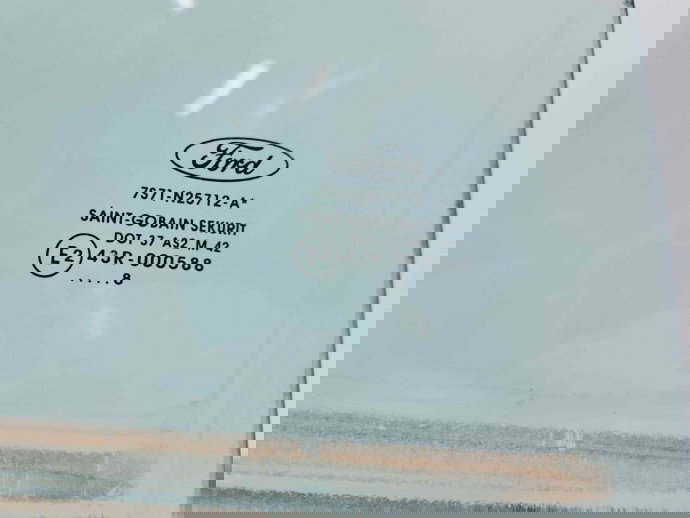 Ford
7S71-N25712-A*
SAINT-GOBAIN SEKURIT
DOT-37 AS2 M-42
E2 43R-000588
.....8